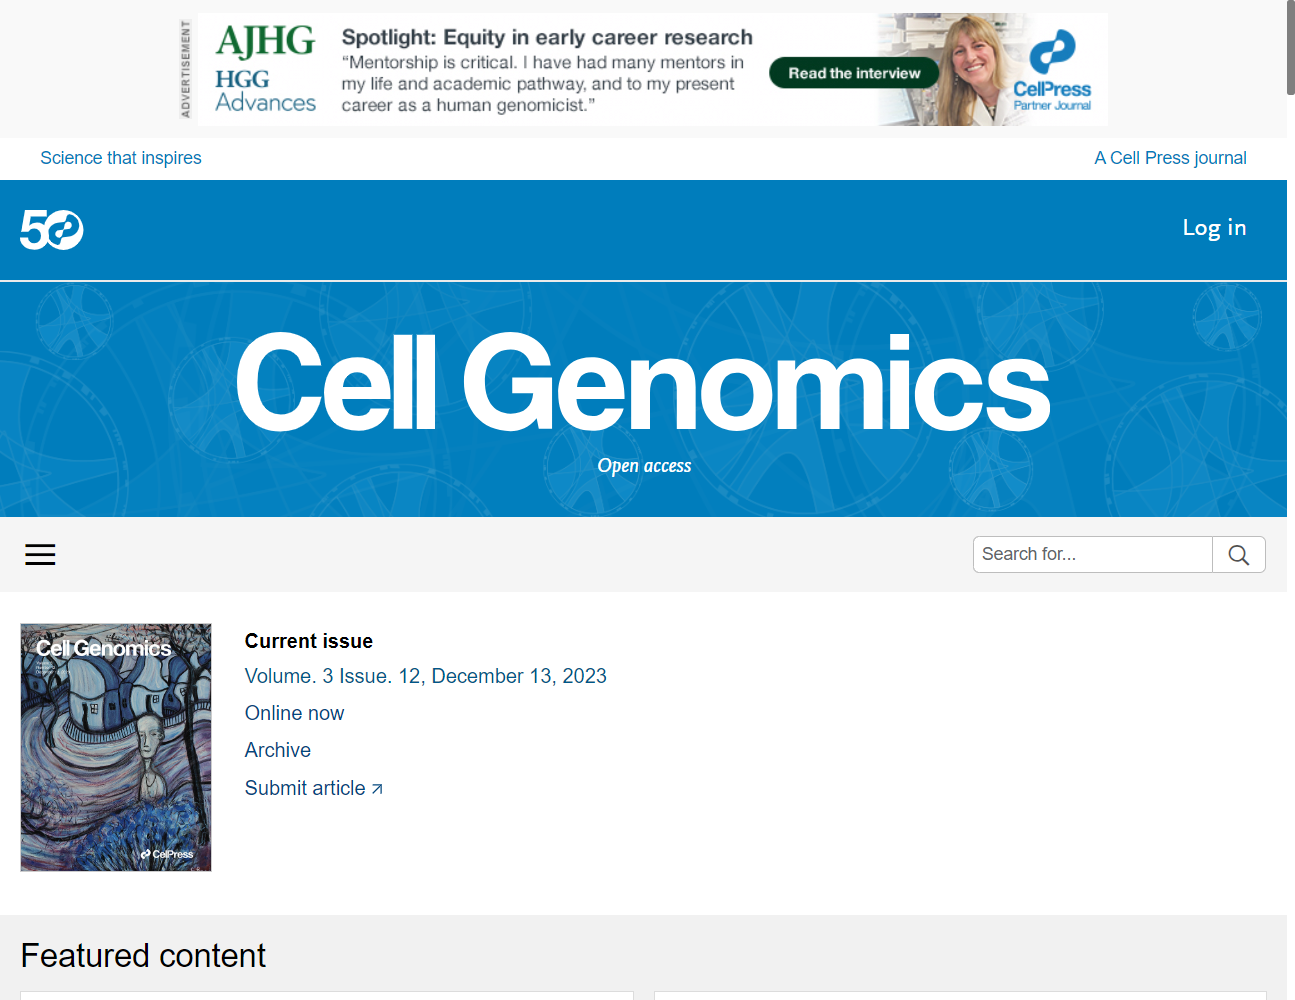 ADVERTISEMENT
AJHG
HGG
Advances
Spotlight: Equity in early career research
“Mentorship is critical. I have had many mentors in
my life and academic pathway, and to my present
career as a human genomicist.”
Read the interview
CellPress
Partner Journal
Science that inspires
A Cell Press journal
50
Log in
Cell Genomics
Open access
Search for...
Cell Genomics
CellPress
Current issue
Volume. 3 Issue. 12, December 13, 2023
Online now
Archive
Submit article
Featured content